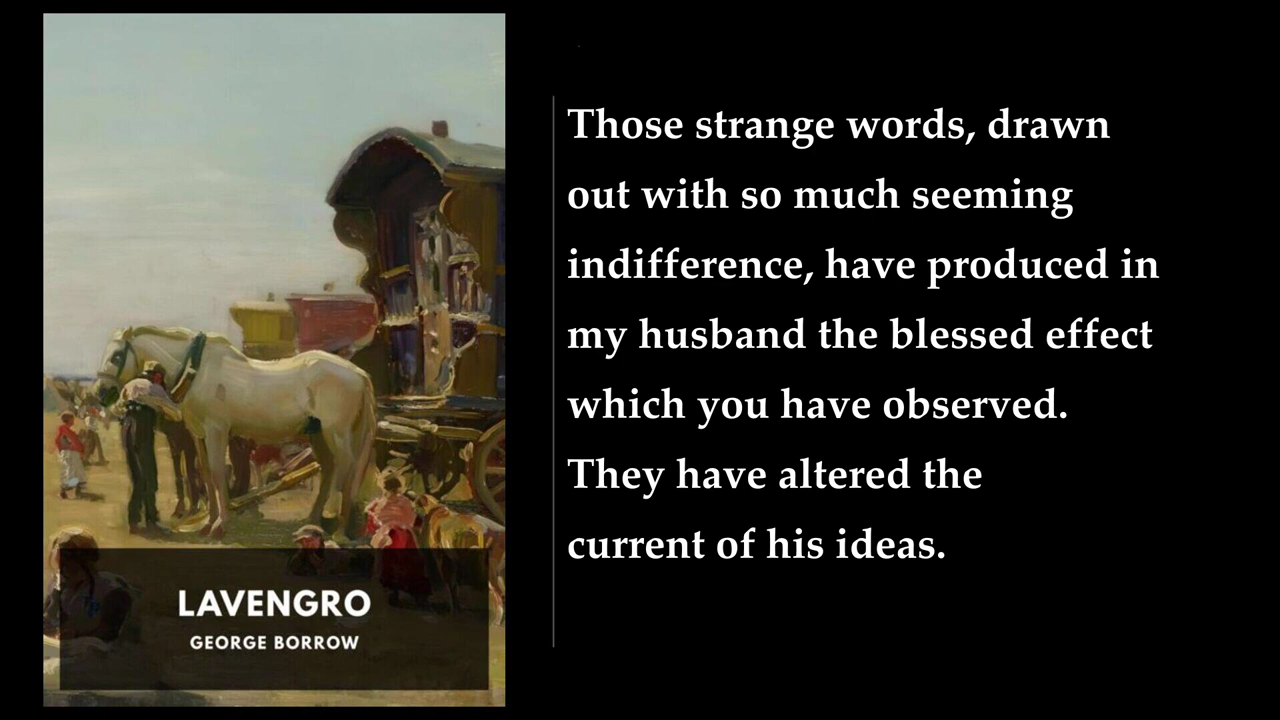 LAVENGRO
GEORGE BORROW
Those strange words, drawn
out with so much seeming
indifference, have produced in
my husband the blessed effect
which you have observed.
They have altered the
current of his ideas.